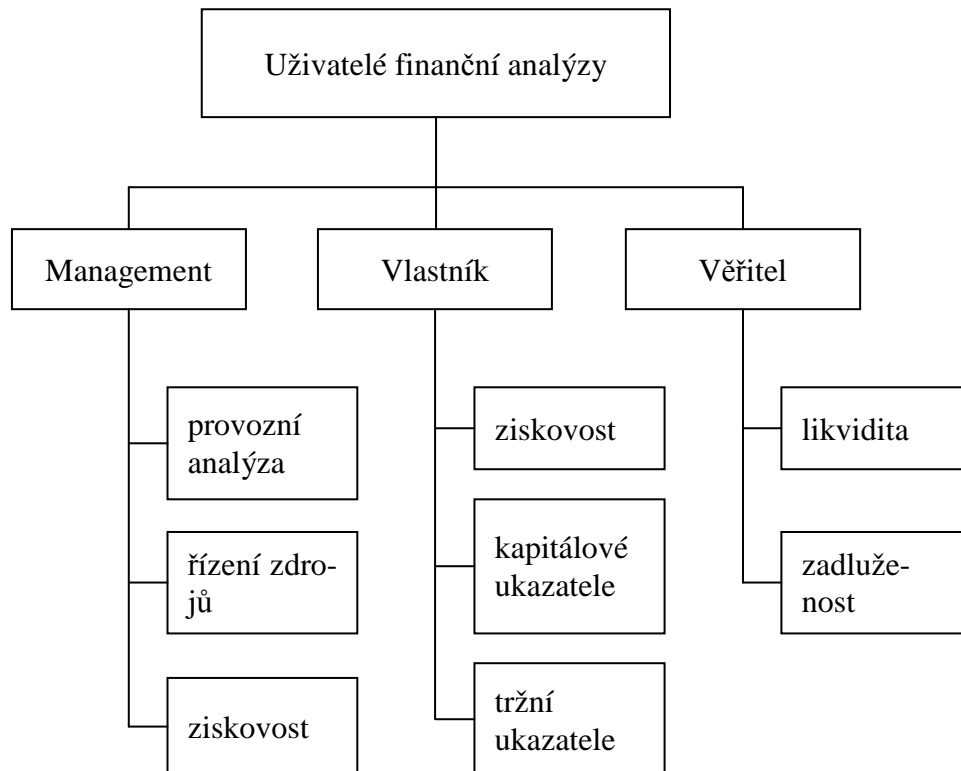 Uživatelé finanční analýzy
Management
Vlastník
Věřitel
provozní
analýza
řízení zdro-
jů
ziskovost
ziskovost
kapitálové
ukazatele
tržní
ukazatele
likvidita
zadluže-
nost